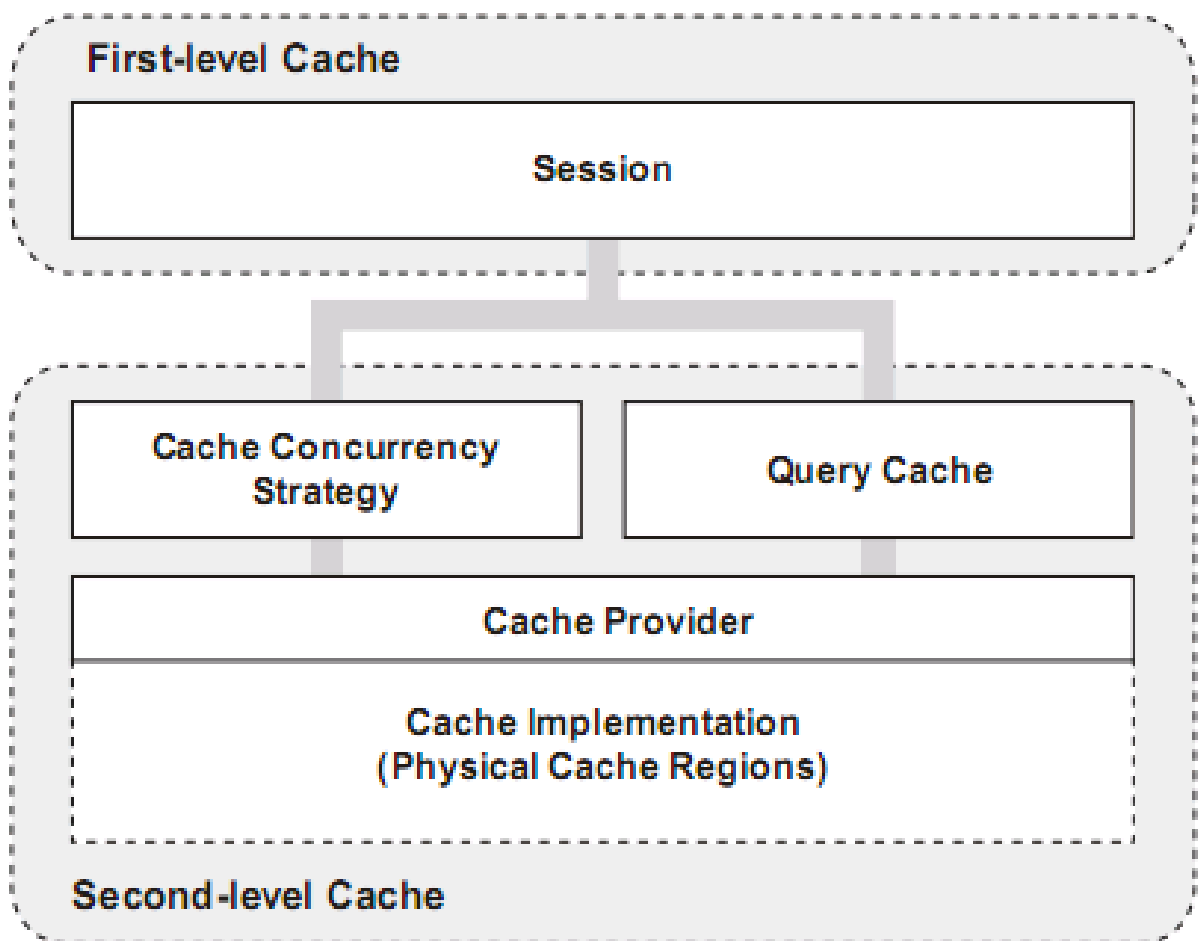 First-level Cache
Session
Cache Concurrency
Strategy
Query Cache
Cache Provider
Cache Implementation
(Physical Cache Regions)
Second-level Cache